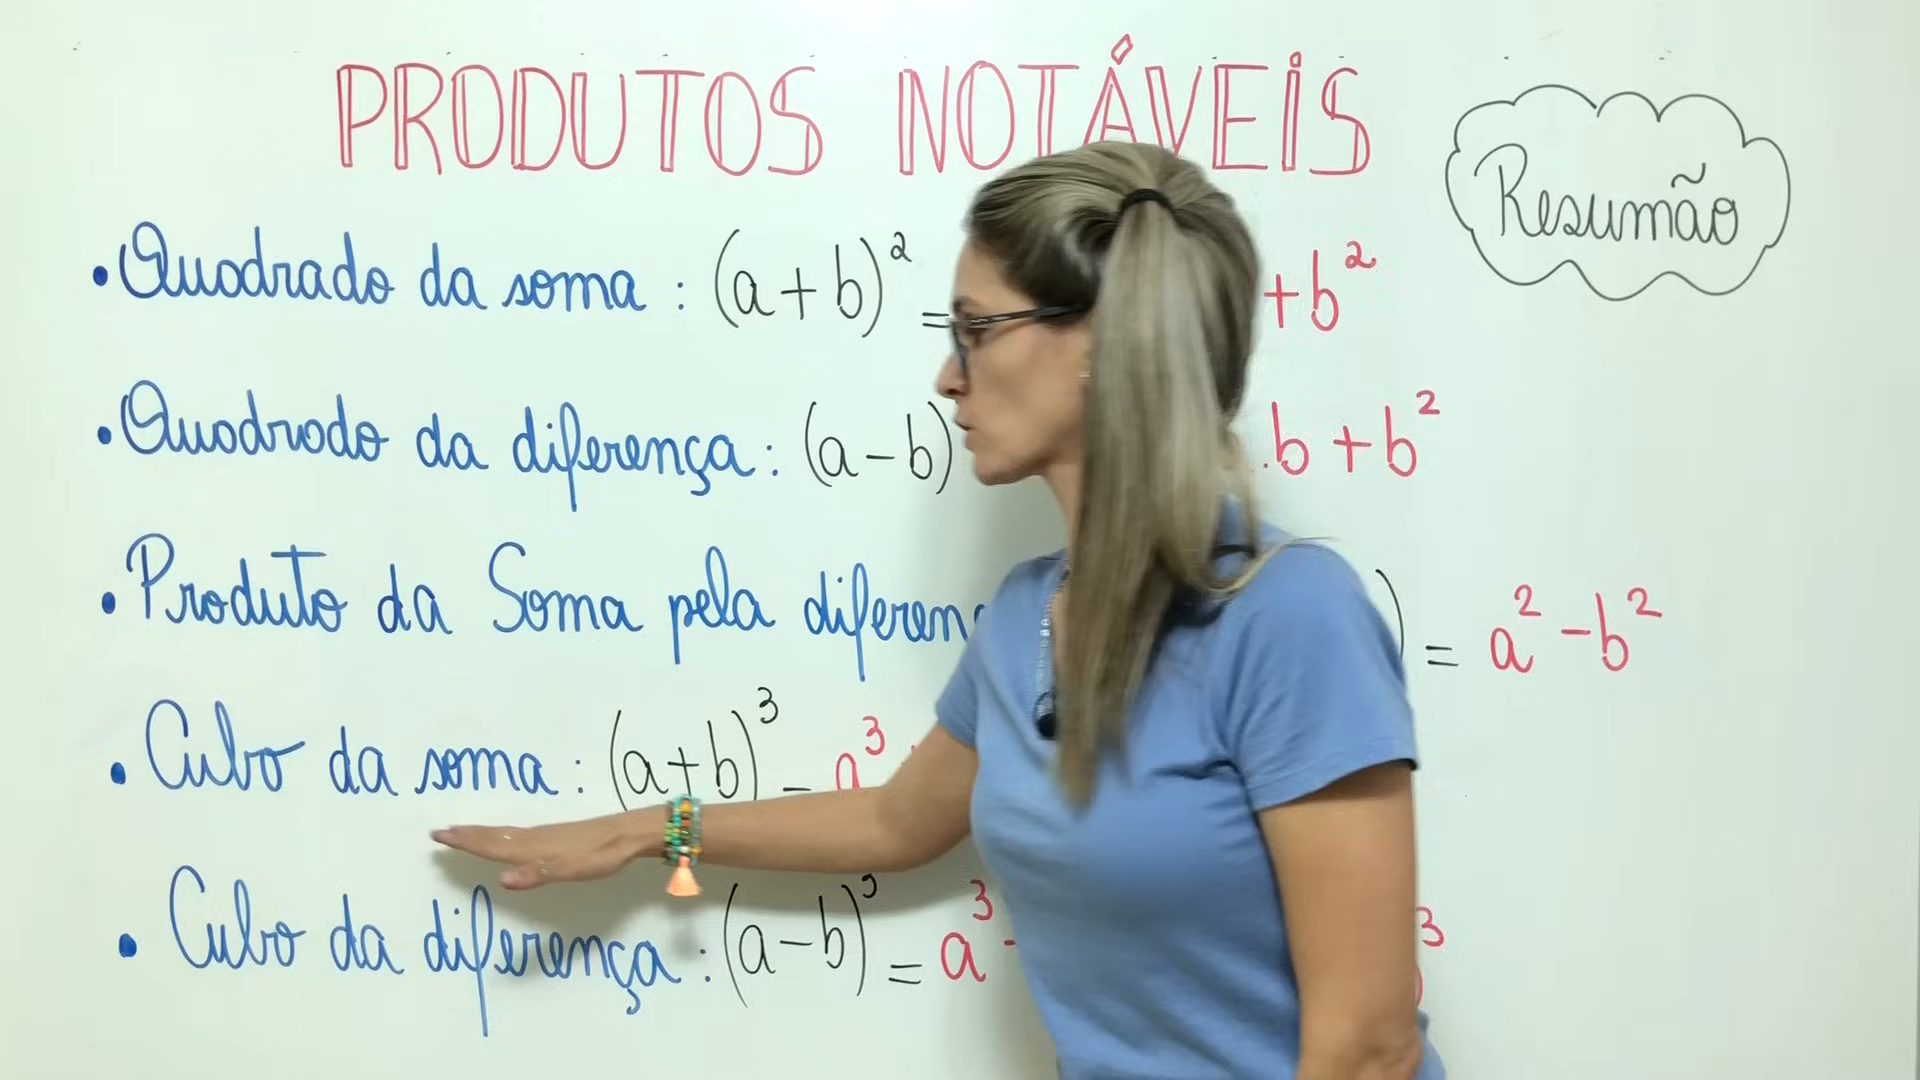 PRODUTOS NOTÁVEIS
Resumão
• Quadrado da soma : (a+b)² = +b²
• Quadrado da diferença : (a-b) .b +b²
• Produto da Soma pela diferenç ) = a² -b²
• Cubo da soma : (a+b)³ = a³
• Cubo da diferença : (a-b)³ = a³ - ³